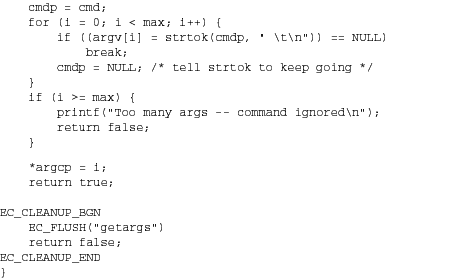 cmdp = cmd;
    for (i = 0; i < max; i++) {
        if ((argv[i] = strtok(cmdp, " \t\n")) == NULL)
            break;
        cmdp = NULL; /* tell strtok to keep going */
    }
    if (i >= max) {
        printf("Too many args -- command ignored\n");
        return false;
    }
    *argcp = i;
    return true;
EC_CLEANUP_BGN
    EC_FLUSH("getargs")
    return false;
EC_CLEANUP_END
}